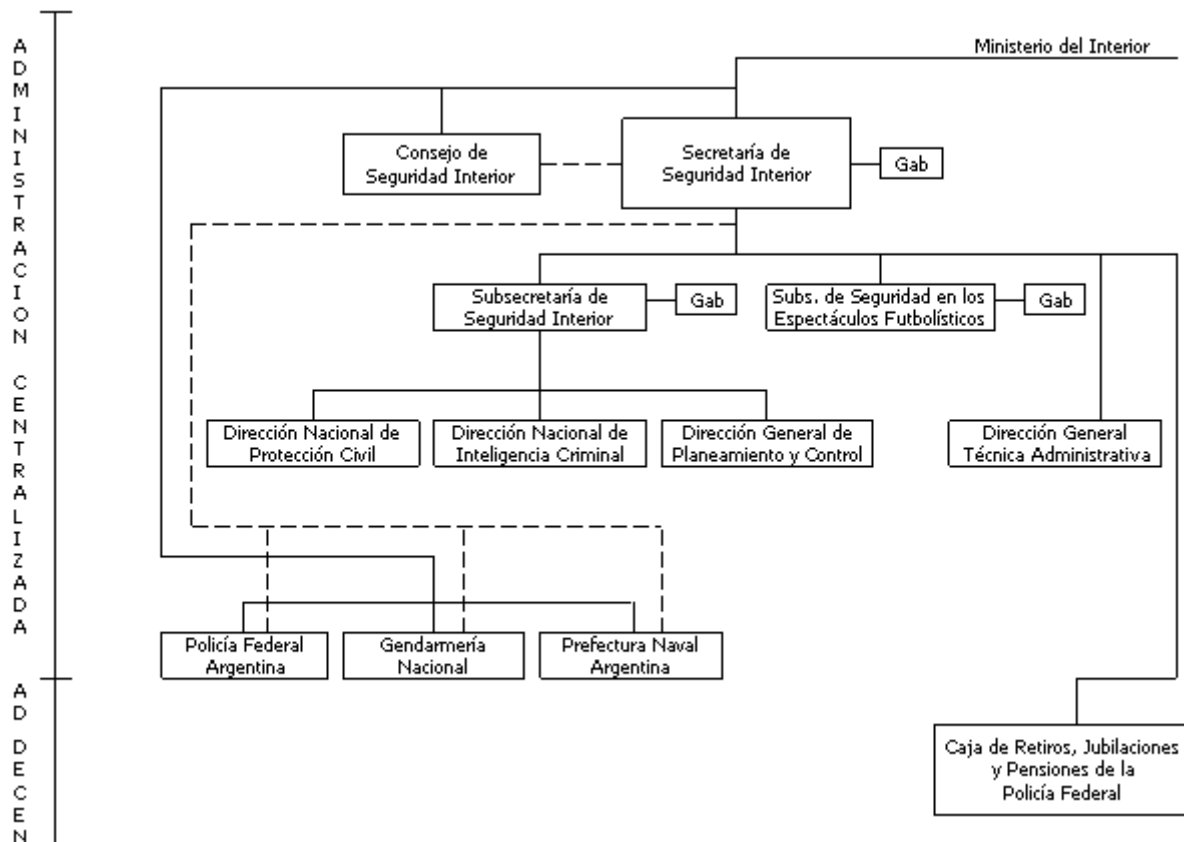 ADMINISTRACION CENTRALIZADA
Ministerio del Interior
Consejo de
Seguridad Interior
Secretaría de
Seguridad Interior
Gab
Subsecretaría de
Seguridad Interior
Gab
Subs. de Seguridad en los
Espectáculos Futbolísticos
Gab
Dirección Nacional de
Protección Civil
Dirección Nacional de
Inteligencia Criminal
Dirección General de
Planeamiento y Control
Dirección General
Técnica Administrativa
Policía Federal
Argentina
Gendarmería
Nacional
Prefectura Naval
Argentina
AD DECEN
Caja de Retiros, Jubilaciones
y Pensiones de la
Policía Federal